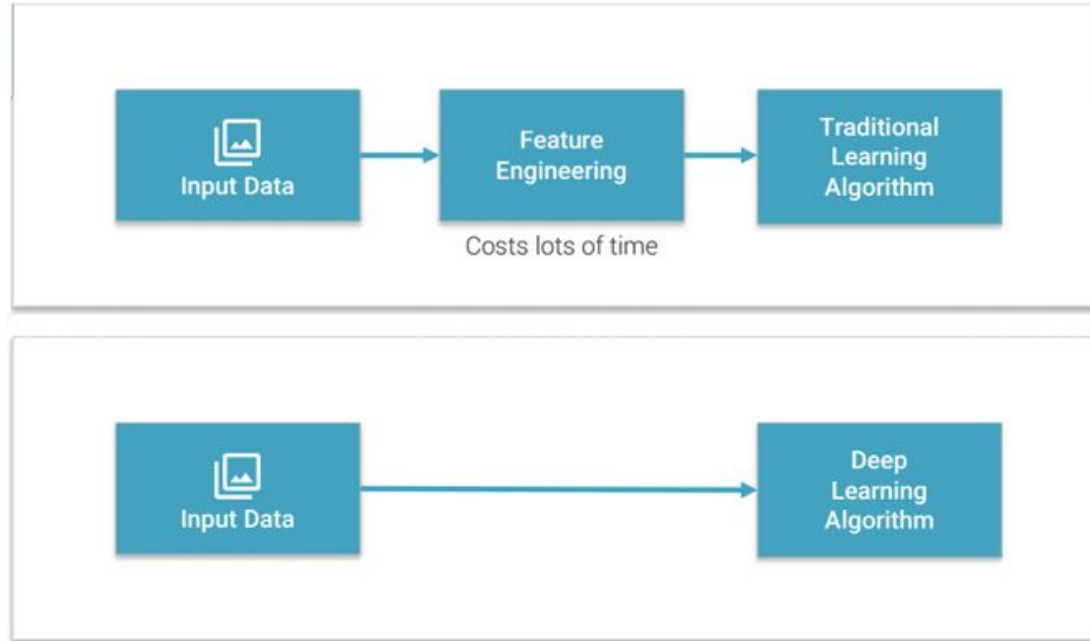 Input Data
Feature
Engineering
Traditional
Learning
Algorithm
Costs lots of time
Input Data
Deep
Learning
Algorithm